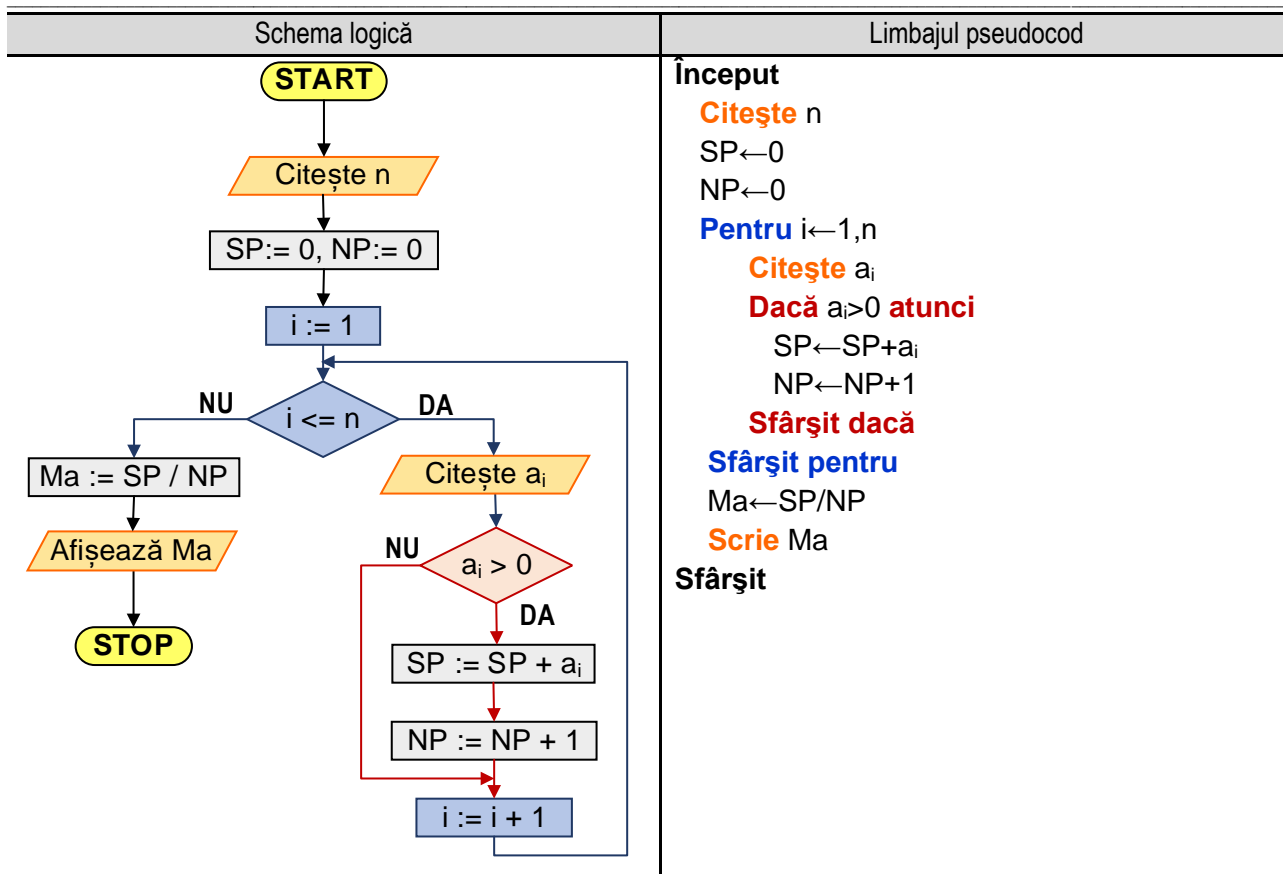 Schema logică
Limbajul pseudocod
START
Citește n
SP:= 0, NP:= 0
i := 1
i <= n
NU
DA
Ma := SP / NP
Afișează Ma
STOP
Citește ai
ai > 0
NU
DA
SP := SP + ai
NP := NP + 1
i := i + 1
Început
Citeşte n
SP←0
NP←0
Pentru i←1,n
Citeşte ai
Dacă ai>0 atunci
SP←SP+ai
NP←NP+1
Sfârşit dacă
Sfârşit pentru
Ma←SP/NP
Scrie Ma
Sfârşit